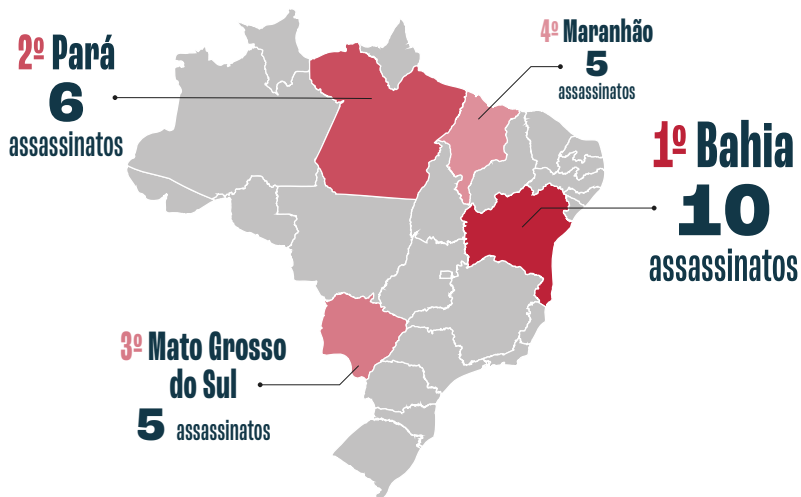 2º Pará
6
assassinatos
4º Maranhão
5
assassinatos
1º Bahia
10
assassinatos
3º Mato Grosso
do Sul
5 assassinatos